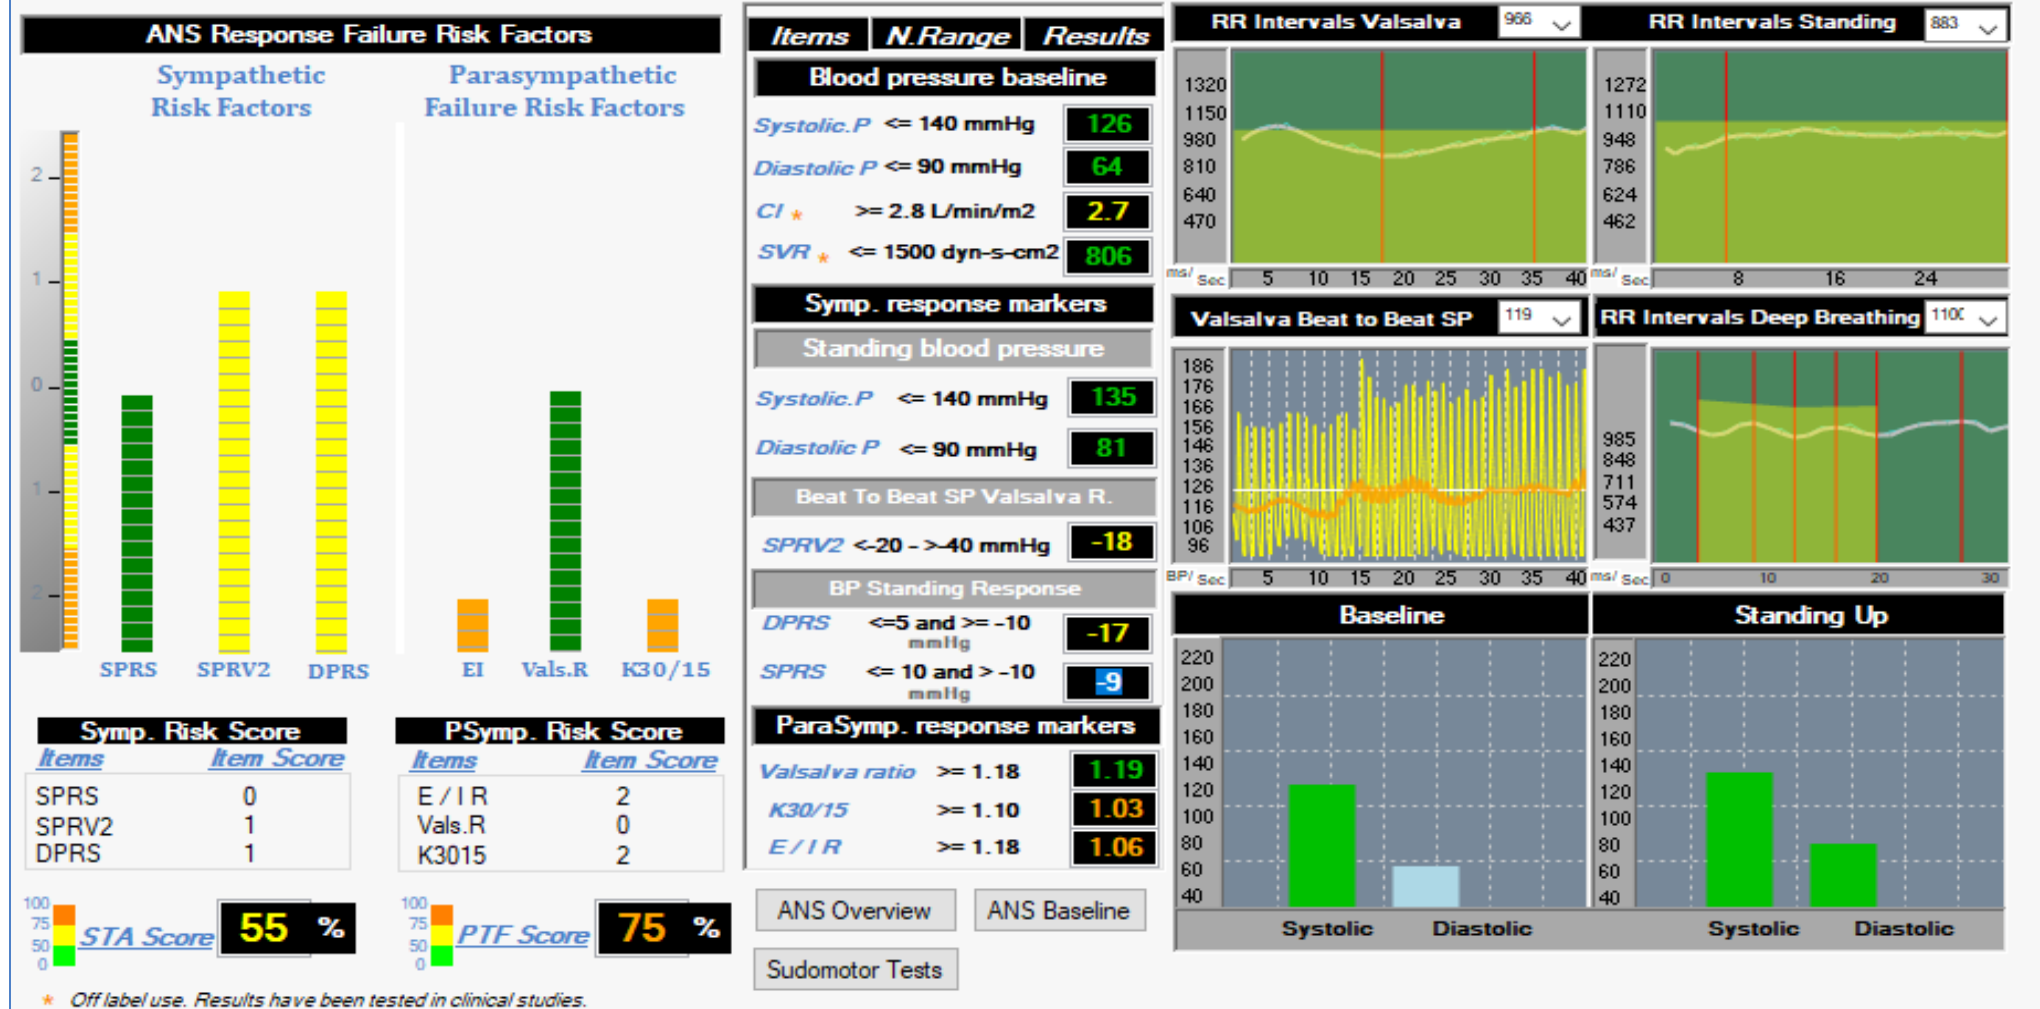 ANS Response Failure Risk Factors
Sympathetic
Risk Factors
Parasympathetic
Failure Risk Factors
2
1
0
1
2
SPRS SPRV2 DPRS
EI Vals.R K30/15
Symp. Risk Score
Items Item Score
SPRS 0
SPRV2 1
DPRS 1
PSymp. Risk Score
Items Item Score
E / I R 2
Vals.R 0
K3015 2
100
75
50
0
STA Score 55 %
100
75
50
0
PTF Score 75 %
* Off label use. Results have been tested in clinical studies.
Items N.Range Results
Blood pressure baseline
Systolic.P <= 140 mmHg 126
Diastolic P <= 90 mmHg 64
CI * >= 2.8 L/min/m2 2.7
SVR * <= 1500 dyn-s-cm2 806
Symp. response markers
Standing blood pressure
Systolic.P <= 140 mmHg 135
Diastolic P <= 90 mmHg 81
Beat To Beat SP Valsalva R.
SPRV2 <-20 - >-40 mmHg -18
BP Standing Response
DPRS <=5 and >= -10 -17
mmHg
SPRS <= 10 and > -10 -9
mmHg
ParaSymp. response markers
Valsalva ratio >= 1.18 1.19
K30/15 >= 1.10 1.03
E / I R >= 1.18 1.06
ANS Overview ANS Baseline
Sudomotor Tests
RR Intervals Valsalva 966
1320
1150
980
810
640
470
ms/ Sec 5 10 15 20 25 30 35 40
RR Intervals Standing 883
1272
1110
948
786
624
462
ms/ Sec 8 16 24
Valsalva Beat to Beat SP 119
186
176
166
156
146
136
126
116
106
96
BP/ Sec 5 10 15 20 25 30 35 40
RR Intervals Deep Breathing
985
848
711
574
437
ms/ Sec 0 10 20 30
Baseline
220
200
180
160
140
120
100
80
60
40
Systolic Diastolic
Standing Up
220
200
180
160
140
120
100
80
60
40
Systolic Diastolic